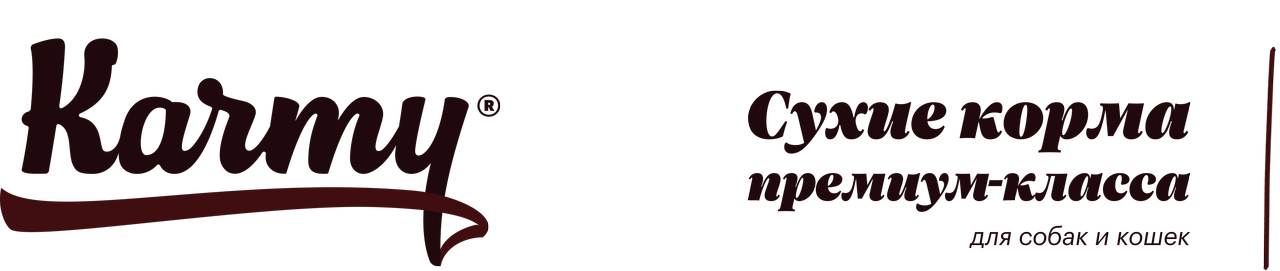 Karmy®
Сухие корма
премиум-класса
для собак и кошек